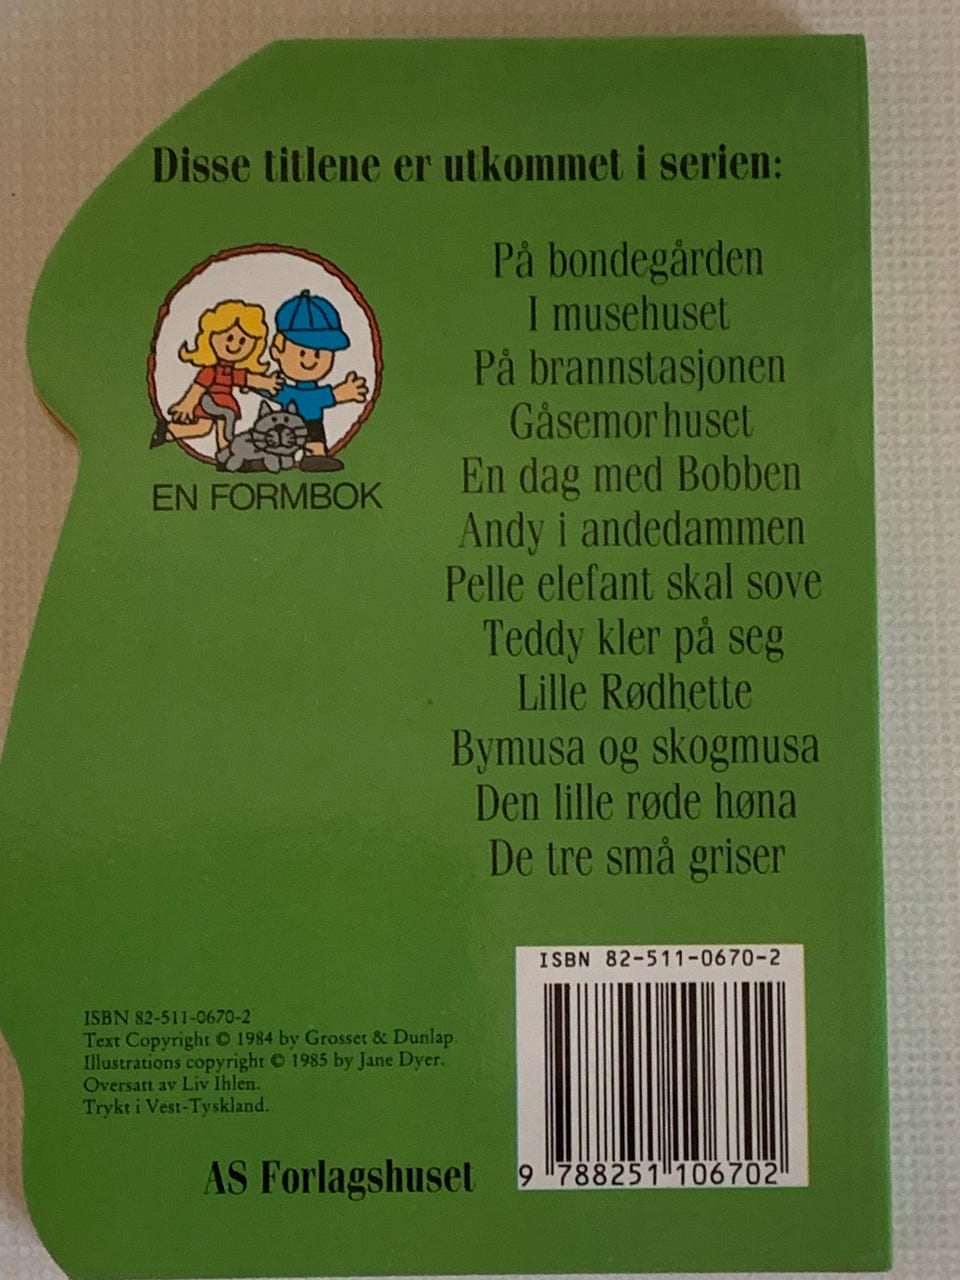 Disse titlene er utkommet i serien:
På bondegården
I musehuset
På brannstasjonen
Gåsemorhuset
En dag med Bobben
Andy i andedammen
Pelle elefant skal sove
Teddy kler på seg
Lille Rødhette
Bymusa og skogmusa
Den lille røde høna
De tre små griser
EN FORMBOK
ISBN 82-511-0670-2
Text Copyright © 1984 by Grosset & Dunlap.
Illustrations copyright © 1985 by Jane Dyer.
Oversatt av Liv Ihlen.
Trykt i Vest-Tyskland.
AS Forlagshuset
ISBN 82-511-0670-2
9 788251 106702